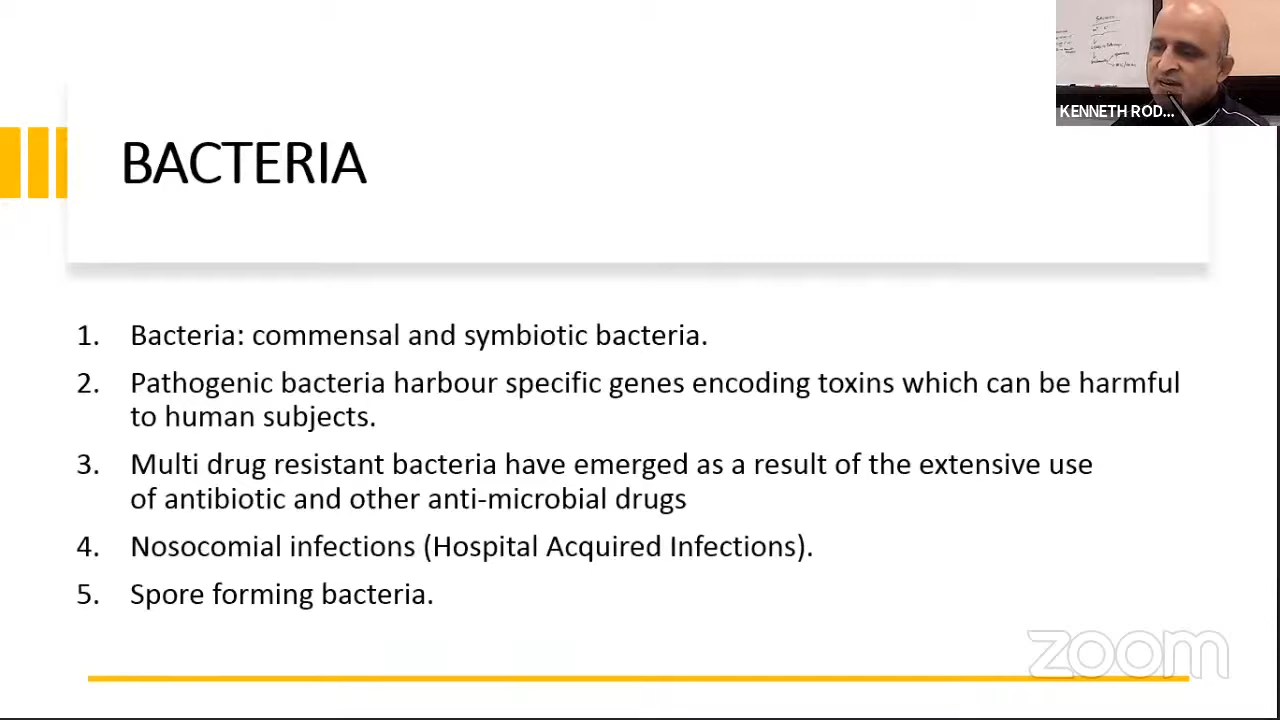 KENNETH ROD...
BACTERIA
1. Bacteria: commensal and symbiotic bacteria.
2. Pathogenic bacteria harbour specific genes encoding toxins which can be harmful
to human subjects.
3. Multi drug resistant bacteria have emerged as a result of the extensive use
of antibiotic and other anti-microbial drugs
4. Nosocomial infections (Hospital Acquired Infections).
5. Spore forming bacteria.
zoom